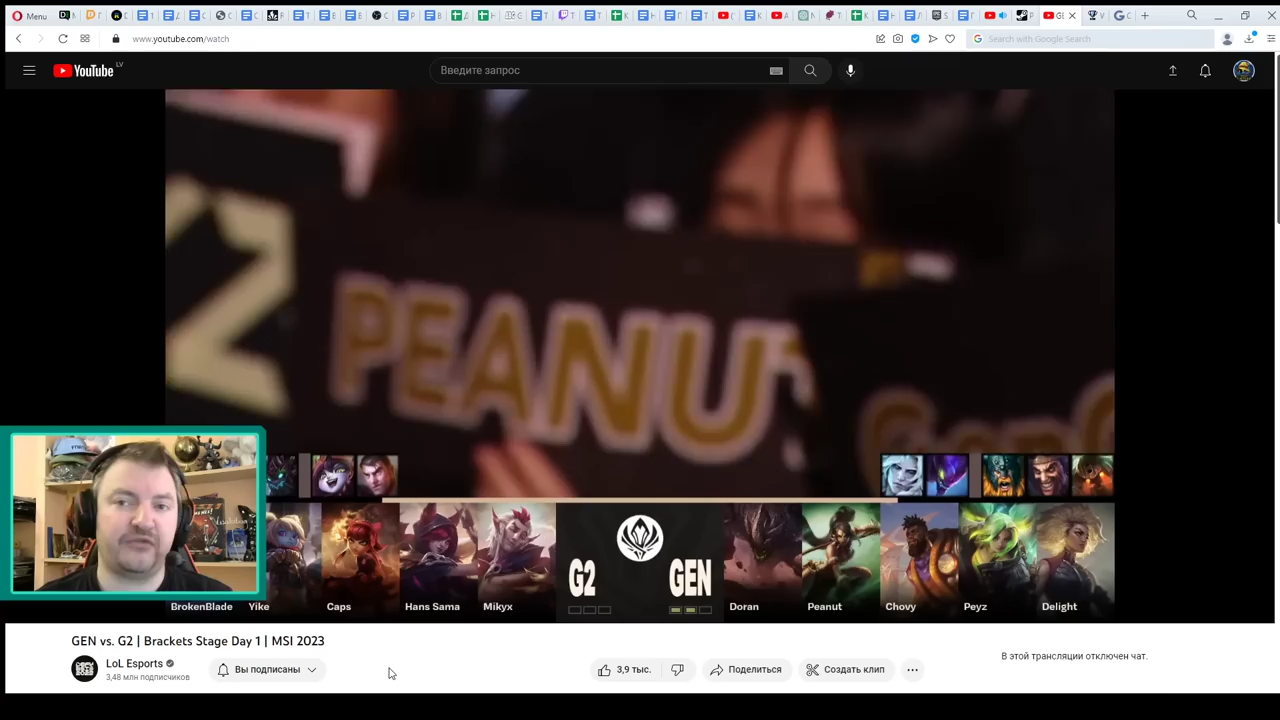 Menu
www.youtube.com/watch
Search with Google Search
YouTube LV
Введите запрос
PEANUT
G2
GEN
BrokenBlade
Yike
Caps
Hans Sama
Mikyx
Doran
Peanut
Chovy
Peyz
Delight
GEN vs. G2 | Brackets Stage Day 1 | MSI 2023
LoL Esports
3,48 млн подписчиков
Вы подписаны
3,9 тыс.
Поделиться
Создать клип
В этой трансляции отключен чат.